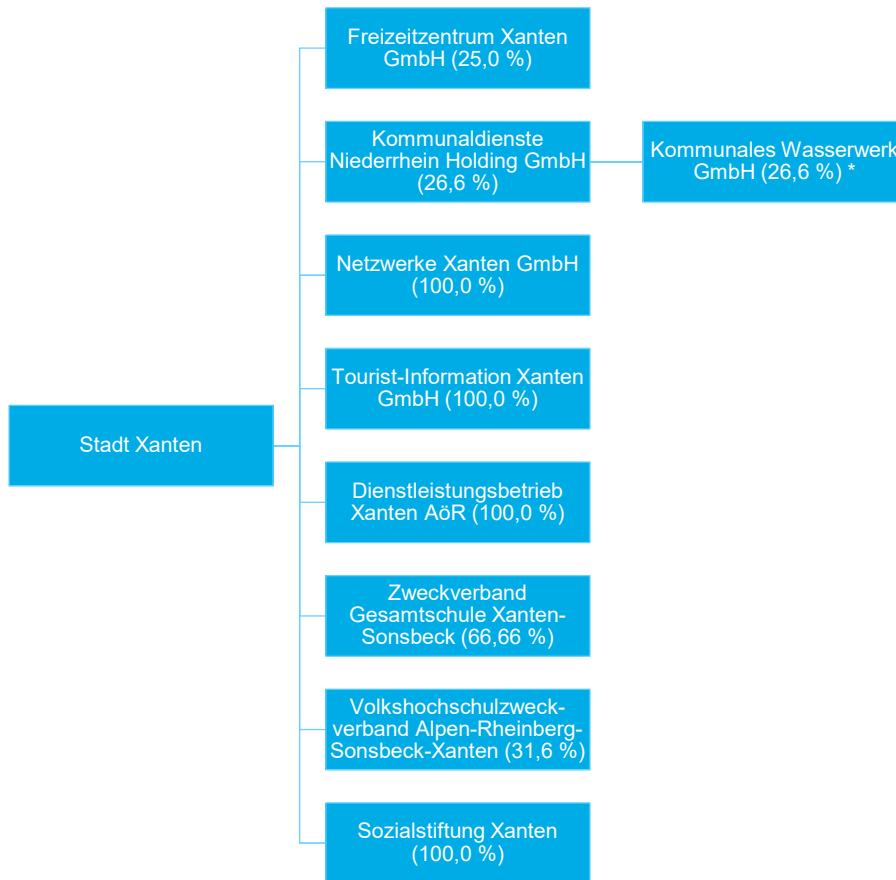 Freizeitzentrum Xanten
GmbH (25,0 %)
Kommunaldienste
Niederrhein Holding GmbH
(26,6 %)
Kommunales Wasserwerk
GmbH (26,6 %) *
Netzwerke Xanten GmbH
(100,0 %)
Tourist-Information Xanten
GmbH (100,0 %)
Stadt Xanten
Dienstleistungsbetrieb
Xanten AöR (100,0 %)
Zweckverband
Gesamtschule Xanten-
Sonsbeck (66,66 %)
Volkshochschulzweck-
verband Alpen-Rheinberg-
Sonsbeck-Xanten (31,6 %)
Sozialstiftung Xanten
(100,0 %)